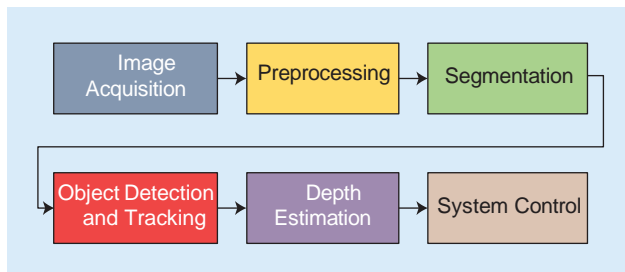 Image
Acquisition
Preprocessing
Segmentation
Object Detection
and Tracking
Depth
Estimation
System Control